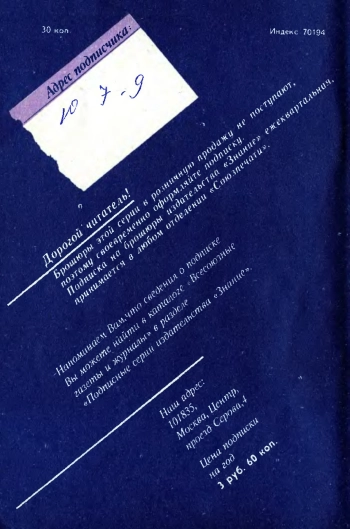 30 коп.
Индекс 70194
Адрес подписчика:
10 7-9
Дорогой читатель!
Брошюры этой серии в розничную продажу не поступают,
поэтому своевременно оформляйте подписку.
Подписка на брошюры издательства «Знание» ежеквартальная,
принимается в любом отделении «Союзпечати».
Напоминаем Вам, что сведения о подписке
Вы можете найти в каталоге «Всесоюзные
газеты и журналы» в разделе
«Подписные серии издательства «Знание».
Наш адрес:
101835,
Москва, Центр,
проезд Серова, 4
Цена подписки
на год
3 руб. 60 коп.